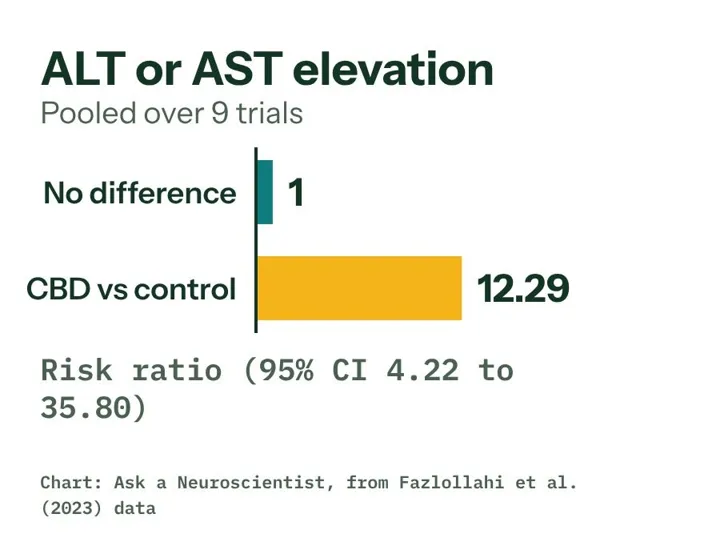 ALT or AST elevation
Pooled over 9 trials
No difference
1
CBD vs control
12.29
Risk ratio (95% CI 4.22 to
35.80)
Chart: Ask a Neuroscientist, from Fazlollahi et al.
(2023) data